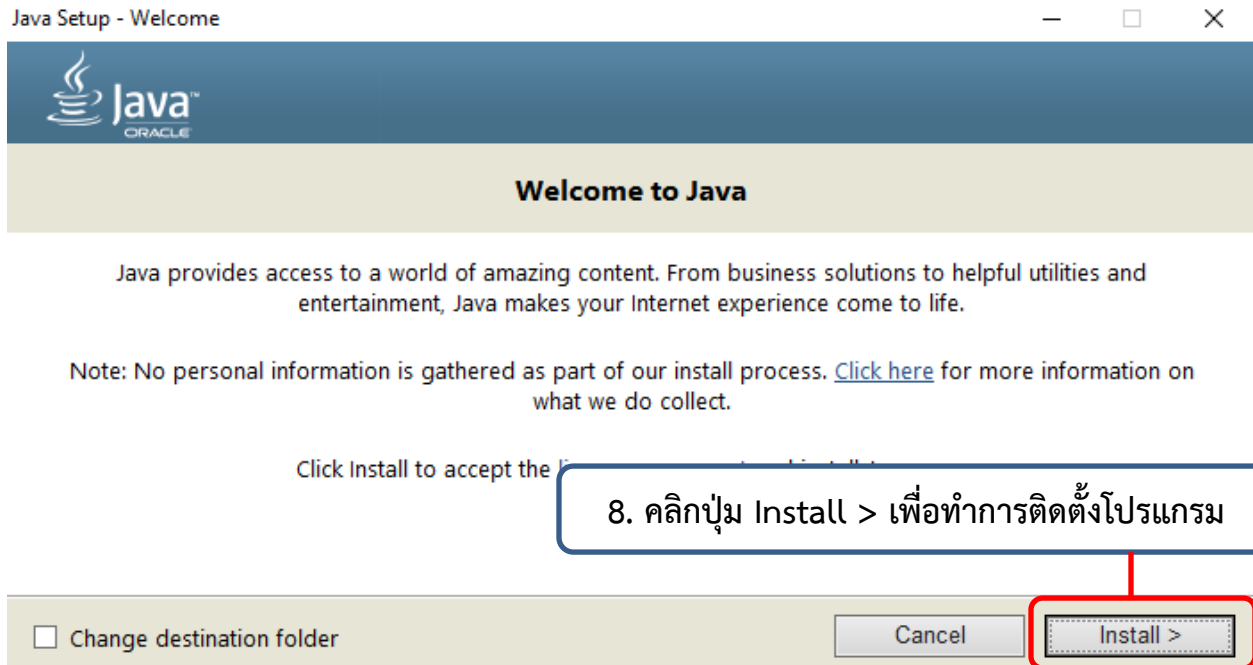 Java Setup - Welcome
Java™
ORACLE
Welcome to Java
Java provides access to a world of amazing content. From business solutions to helpful utilities and
entertainment, Java makes your Internet experience come to life.
Note: No personal information is gathered as part of our install process. Click here for more information on
what we do collect.
Click Install to accept the
8. คลิกปุ่ม Install > เพื่อทำการติดตั้งโปรแกรม
Change destination folder
Cancel
Install >